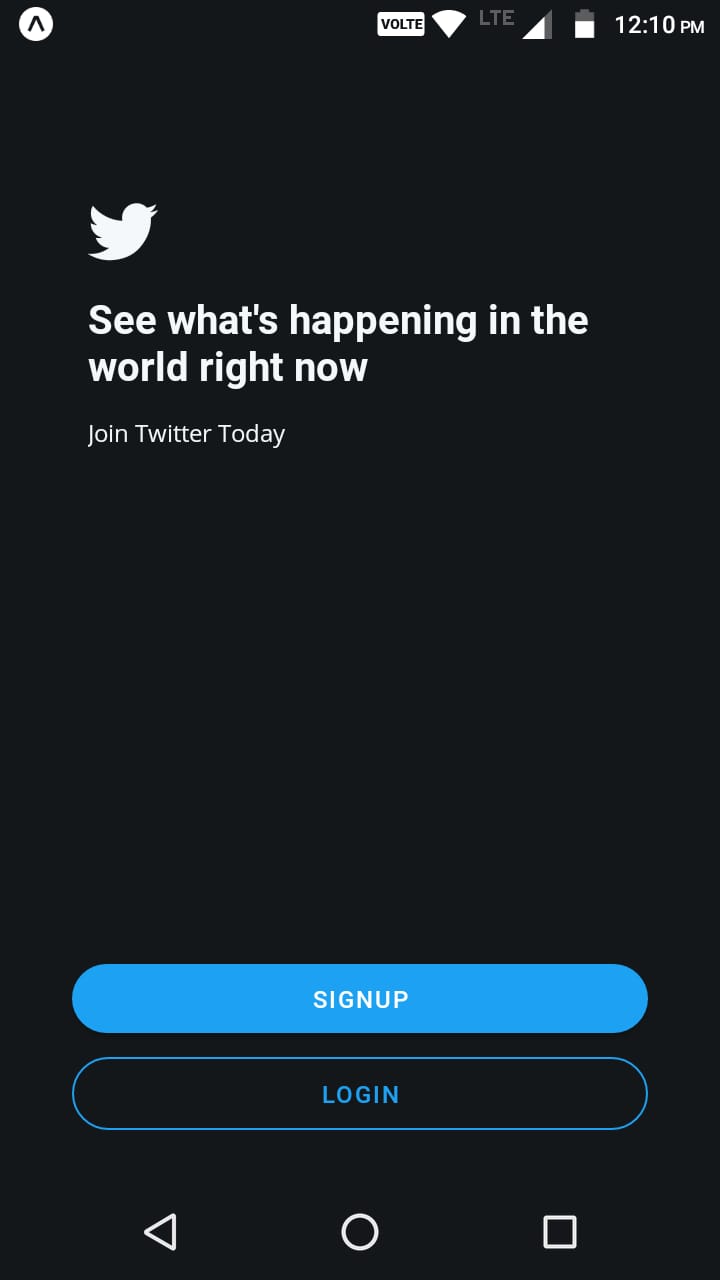 VOLTE LTE 12:10 PM
See what's happening in the
world right now
Join Twitter Today
SIGNUP
LOGIN